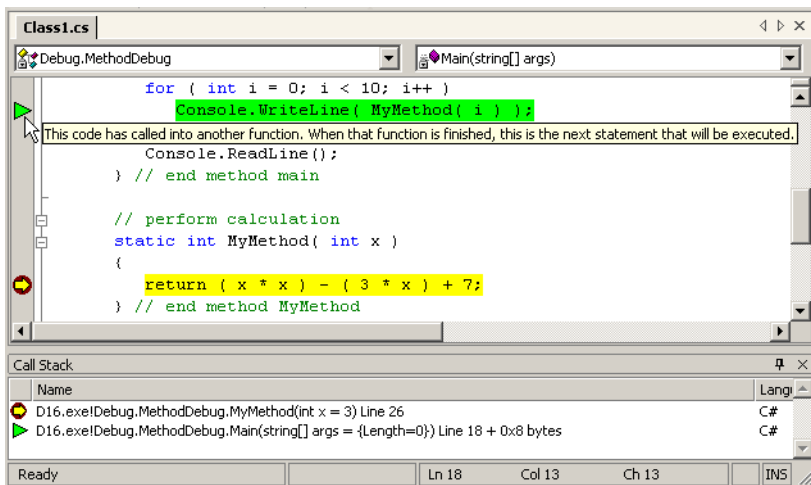 Class1.cs
Debug.MethodDebug
Main(string[] args)
for ( int i = 0; i < 10; i++ )
Console.WriteLine( MyMethod( i ) );
This code has called into another function. When that function is finished, this is the next statement that will be executed.
Console.ReadLine();
} // end method main
// perform calculation
static int MyMethod( int x )
{
return ( x * x ) - ( 3 * x ) + 7;
} // end method MyMethod
Call Stack
Name Langu
D16.exe!Debug.MethodDebug.MyMethod(int x = 3) Line 26 C#
D16.exe!Debug.MethodDebug.Main(string[] args = {Length=0}) Line 18 + 0x8 bytes C#
Ready Ln 18 Col 13 Ch 13 INS